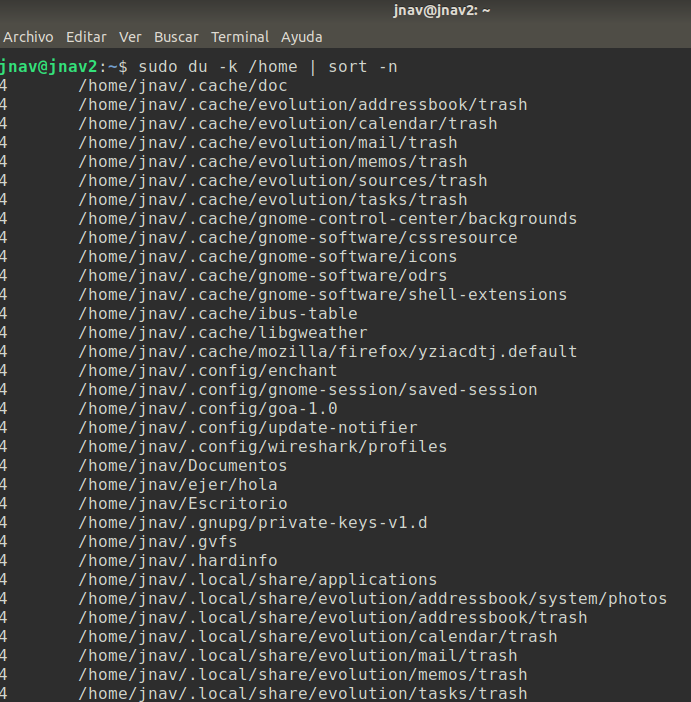 jnav@jnav2: ~
Archivo Editar Ver Buscar Terminal Ayuda
jnav@jnav2:~$ sudo du -k /home | sort -n
4 /home/jnav/.cache/doc
4 /home/jnav/.cache/evolution/addressbook/trash
4 /home/jnav/.cache/evolution/calendar/trash
4 /home/jnav/.cache/evolution/mail/trash
4 /home/jnav/.cache/evolution/memos/trash
4 /home/jnav/.cache/evolution/sources/trash
4 /home/jnav/.cache/evolution/tasks/trash
4 /home/jnav/.cache/gnome-control-center/backgrounds
4 /home/jnav/.cache/gnome-software/cssresource
4 /home/jnav/.cache/gnome-software/icons
4 /home/jnav/.cache/gnome-software/odrs
4 /home/jnav/.cache/gnome-software/shell-extensions
4 /home/jnav/.cache/ibus-table
4 /home/jnav/.cache/libgweather
4 /home/jnav/.cache/mozilla/firefox/yziacdtj.default
4 /home/jnav/.config/enchant
4 /home/jnav/.config/gnome-session/saved-session
4 /home/jnav/.config/goa-1.0
4 /home/jnav/.config/update-notifier
4 /home/jnav/.config/wireshark/profiles
4 /home/jnav/Documentos
4 /home/jnav/ejer/hola
4 /home/jnav/Escritorio
4 /home/jnav/.gnupg/private-keys-v1.d
4 /home/jnav/.gvfs
4 /home/jnav/.hardinfo
4 /home/jnav/.local/share/applications
4 /home/jnav/.local/share/evolution/addressbook/system/photos
4 /home/jnav/.local/share/evolution/addressbook/trash
4 /home/jnav/.local/share/evolution/calendar/trash
4 /home/jnav/.local/share/evolution/mail/trash
4 /home/jnav/.local/share/evolution/memos/trash
4 /home/jnav/.local/share/evolution/tasks/trash